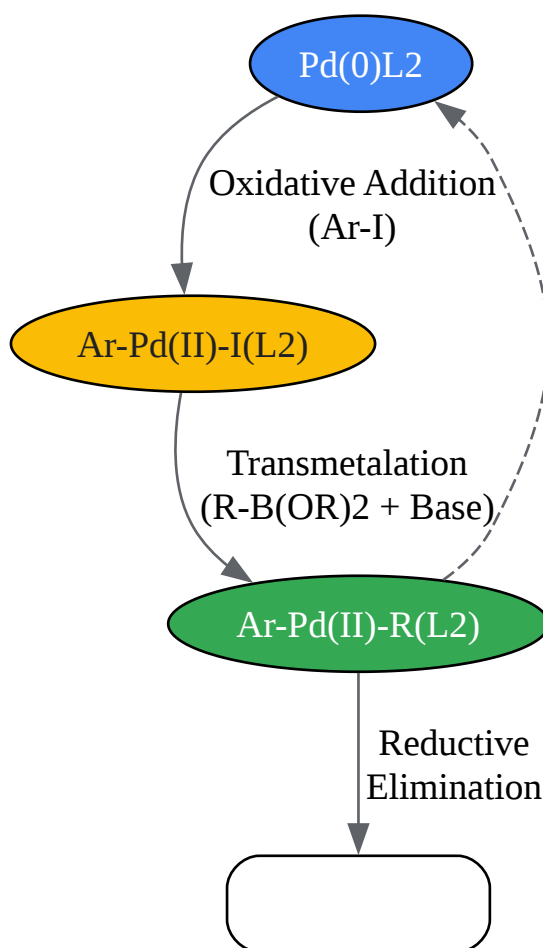 Pd(0)L2
Oxidative Addition
(Ar-I)
Ar-Pd(II)-I(L2)
Transmetalation
(R-B(OR)2 + Base)
Ar-Pd(II)-R(L2)
Reductive
Elimination